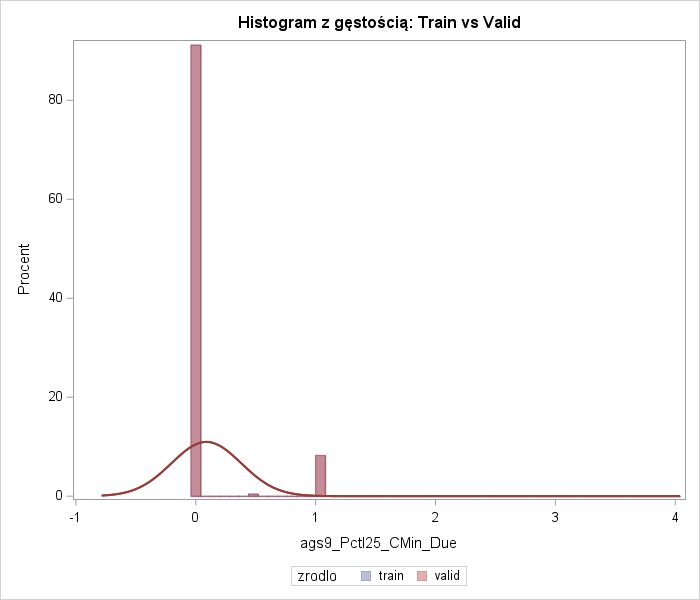 Histogram z gęstością: Train vs Valid
Procent
80
60
40
20
0
-1 0 1 2 3 4
ags9_Pctl25_CMin_Due
zrodlo train valid